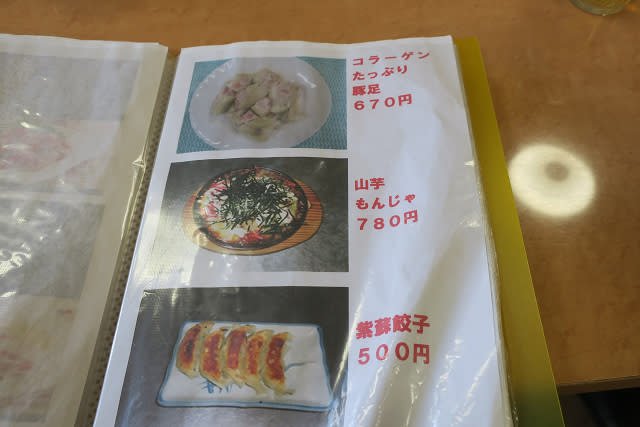 コラーゲン
たっぷり
豚足
670円
山芋
もんじゃ
780円
紫蘇餃子
500円